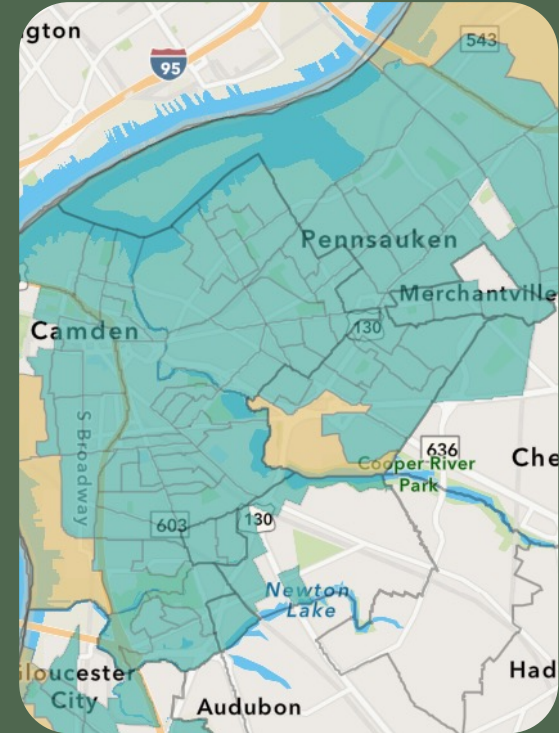 gton
95
543
Pennsauken
Merchantville
130
Camden
S Broadway
636
Che
Cooper River
Park
603
130
Newton
Lake
loucester
City
Had
Audubon